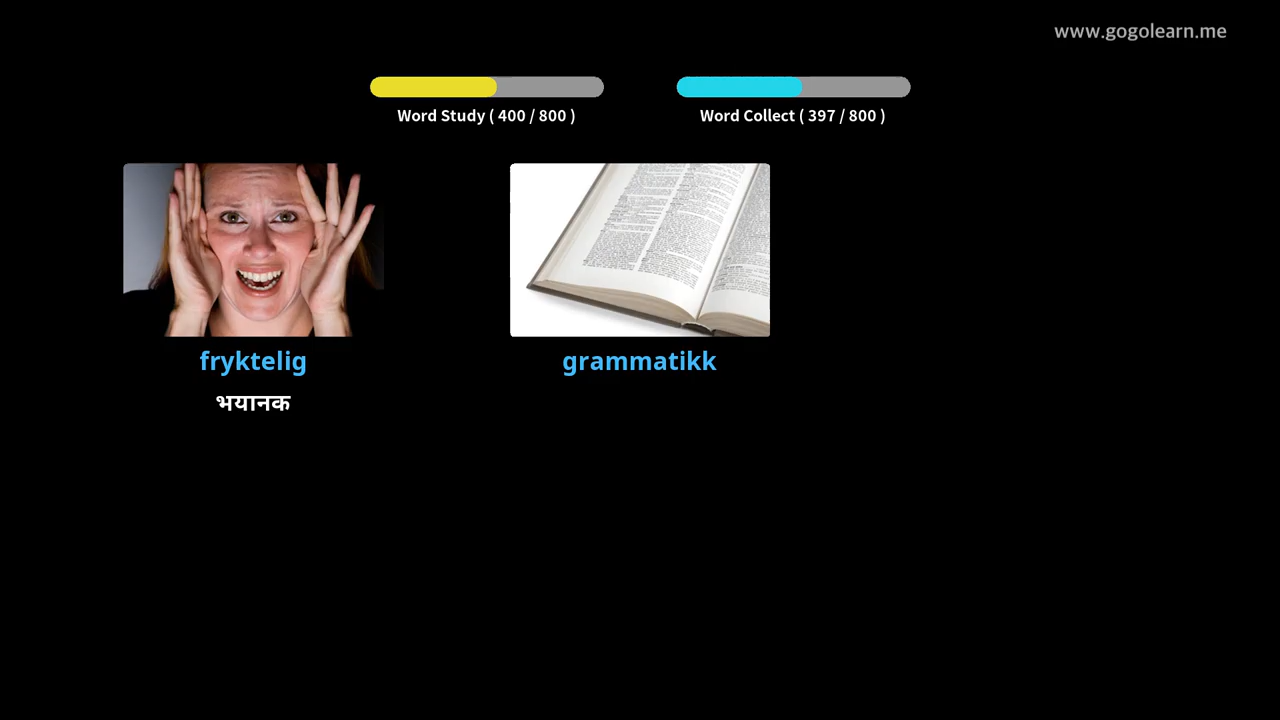 www.gogolearn.me
Word Study ( 400 / 800 )
Word Collect ( 397 / 800 )
fryktelig
grammatikk
भयानक